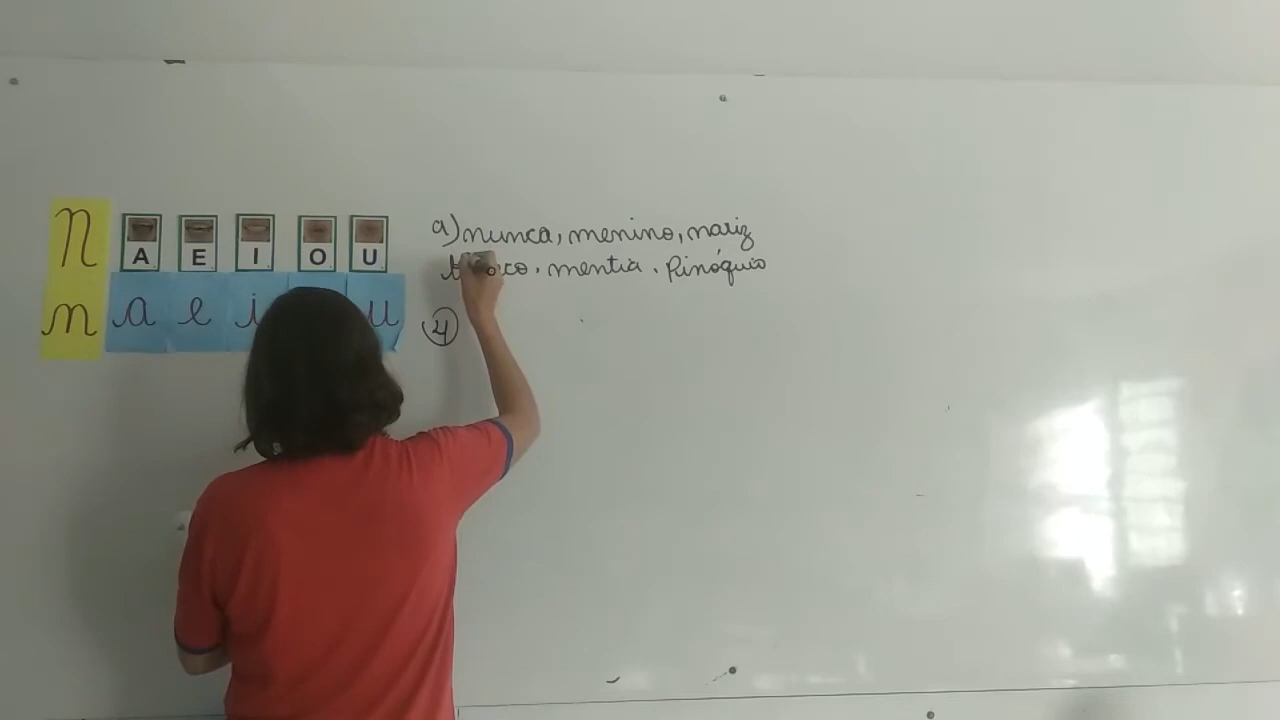 N A E I O U
n a e i u
a) nunca, menino, nariz
mentia, Pinóquio
4